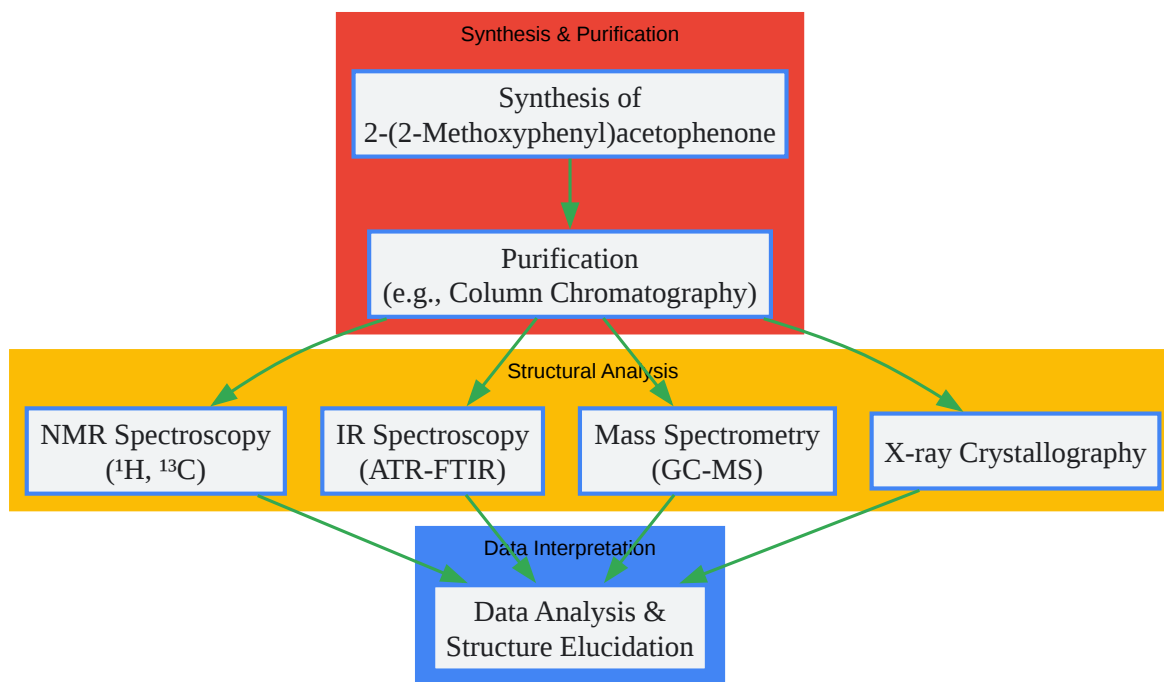 Synthesis & Purification
Synthesis of
2-(2-Methoxyphenyl)acetophenone
Purification
(e.g., Column Chromatography)
Structural Analysis
NMR Spectroscopy
(¹H, ¹³C)
IR Spectroscopy
(ATR-FTIR)
Mass Spectrometry
(GC-MS)
X-ray Crystallography
Data Interpretation
Data Analysis &
Structure Elucidation